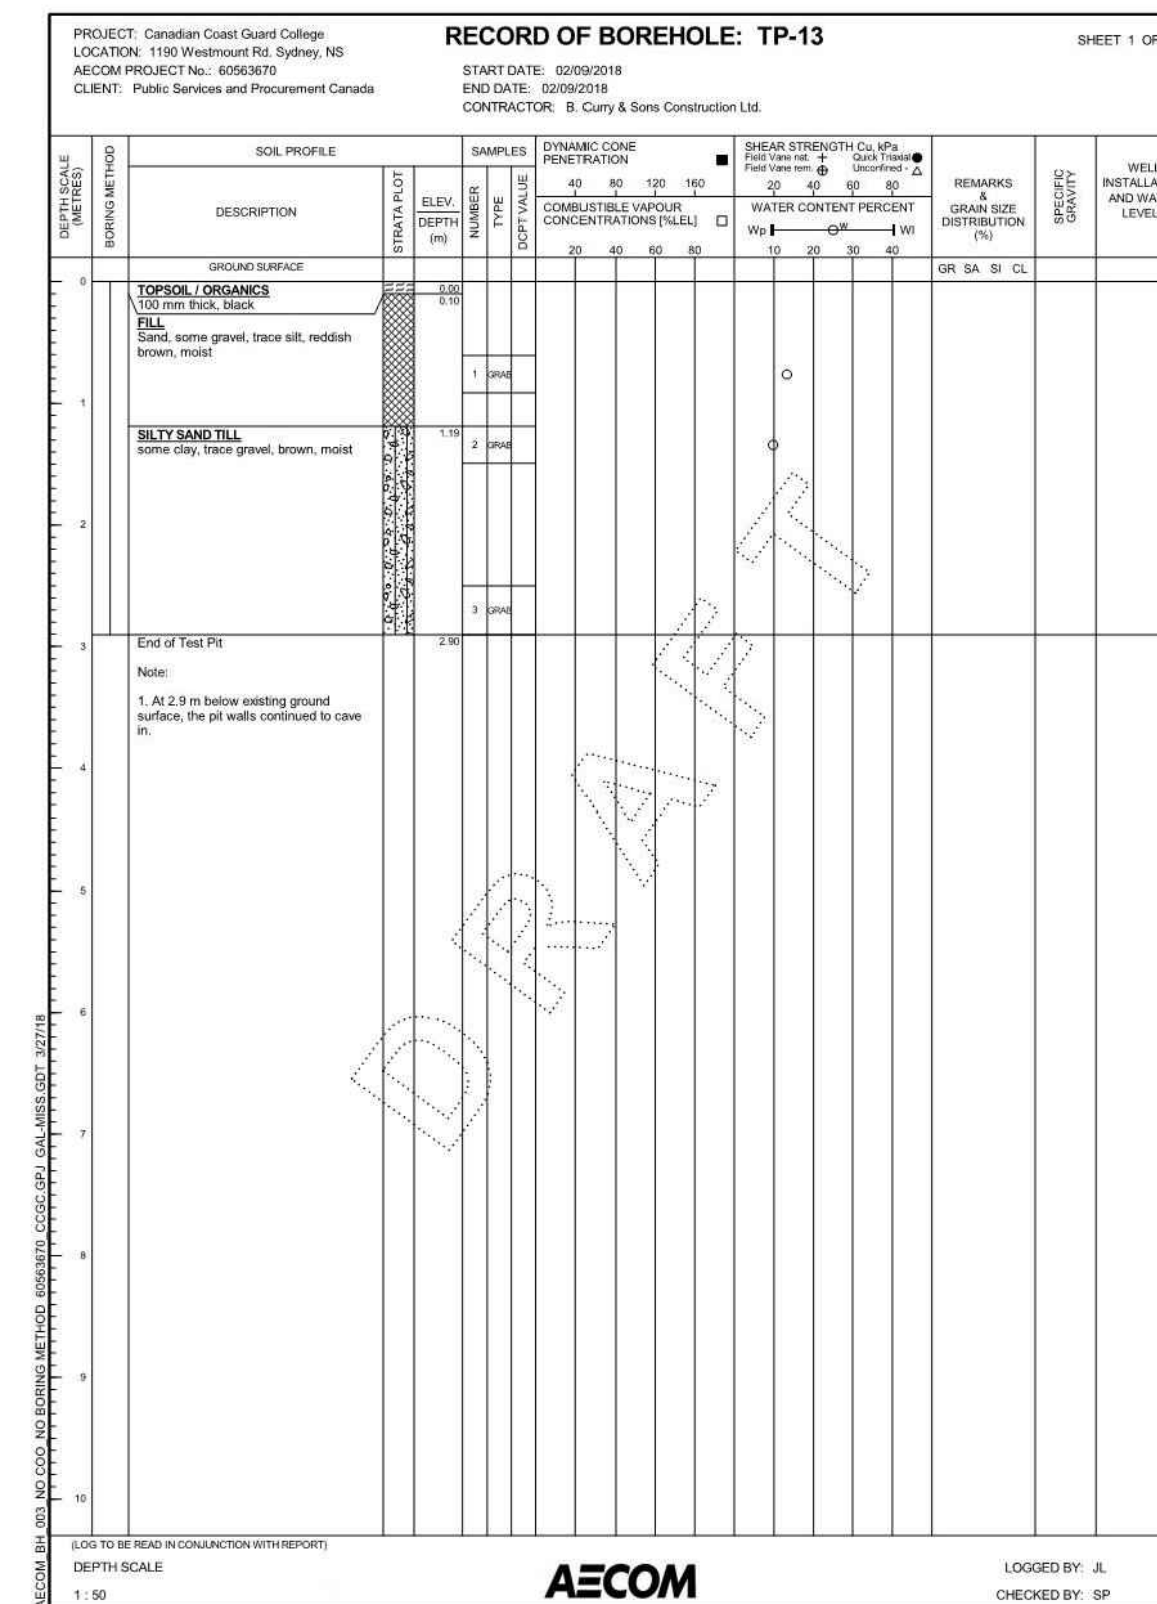 PROJECT: Canadian Coast Guard College
LOCATION: 1190 Westmount Rd. Sydney, NS
AECOM PROJECT No.: 60563670
CLIENT: Public Services and Procurement Canada
RECORD OF BOREHOLE: TP-13
START DATE: 02/09/2018
END DATE: 02/09/2018
CONTRACTOR: B. Curry & Sons Construction Ltd.
SHEET 1 OF
DEPTH SCALE
(METRES)
BORING METHOD
SOIL PROFILE
DESCRIPTION
STRATA PLOT
ELEV.
DEPTH
(m)
SAMPLES
NUMBER
TYPE
DCPT VALUE
DYNAMIC CONE
PENETRATION
40 80 120 160
COMBUSTIBLE VAPOUR
CONCENTRATIONS [%LEL]
20 40 60 80
SHEAR STRENGTH Cu, kPa
Field Vane nat. + Quick Triaxial
Field Vane rem. Unconfined -
20 40 60 80
WATER CONTENT PERCENT
Wp W Wl
10 20 30 40
REMARKS
&
GRAIN SIZE
DISTRIBUTION
(%)
GR SA SI CL
SPECIFIC
GRAVITY
WELL
INSTALLA
AND WA
LEVEL
GROUND SURFACE
0
TOPSOIL / ORGANICS 0.00
100 mm thick, black 0.10
FILL
Sand, some gravel, trace silt, reddish
brown, moist
1 GRAB
1
SILTY SAND TILL 1.19
some clay, trace gravel, brown, moist
2 GRAB
2
3 GRAB
End of Test Pit 2.90
3
Note:
1. At 2.9 m below existing ground
surface, the pit walls continued to cave
in.
4
5
6
7
8
9
10
DRAFT
AECOM BH 003 NO COO NO BORING METHOD 60563670 CCGC.GPJ GAL-MISS.GDT 3/27/18
(LOG TO BE READ IN CONJUNCTION WITH REPORT)
DEPTH SCALE
1 : 50
AECOM
LOGGED BY: JL
CHECKED BY: SP